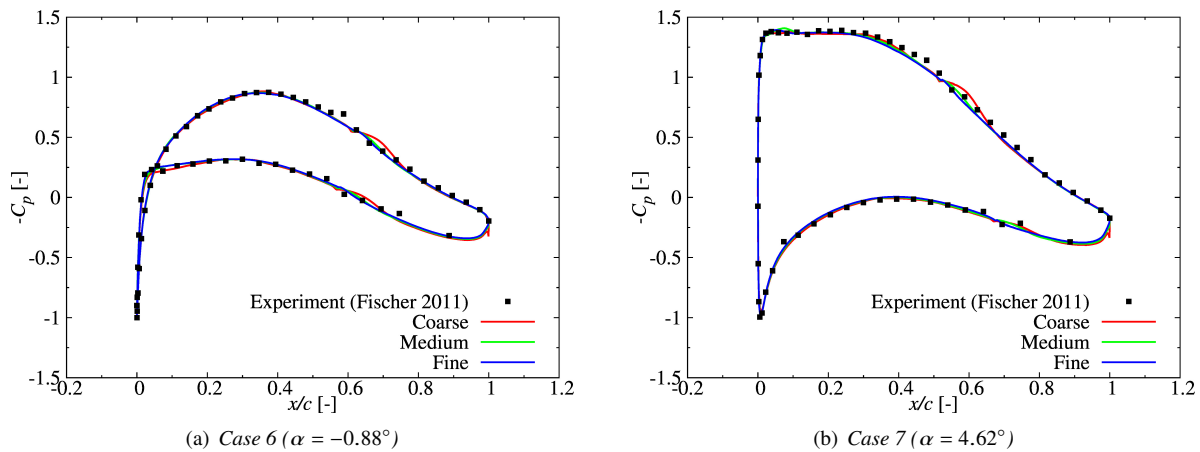 1.5
1
0.5
0
-0.5
-1
-1.5
-Cp [-]
Experiment (Fischer 2011)
Coarse
Medium
Fine
-0.2 0 0.2 0.4 0.6 0.8 1 1.2
x/c [-]
(a) Case 6 (α = −0.88°)
1.5
1
0.5
0
-0.5
-1
-1.5
-Cp [-]
Experiment (Fischer 2011)
Coarse
Medium
Fine
-0.2 0 0.2 0.4 0.6 0.8 1 1.2
x/c [-]
(b) Case 7 (α = 4.62°)